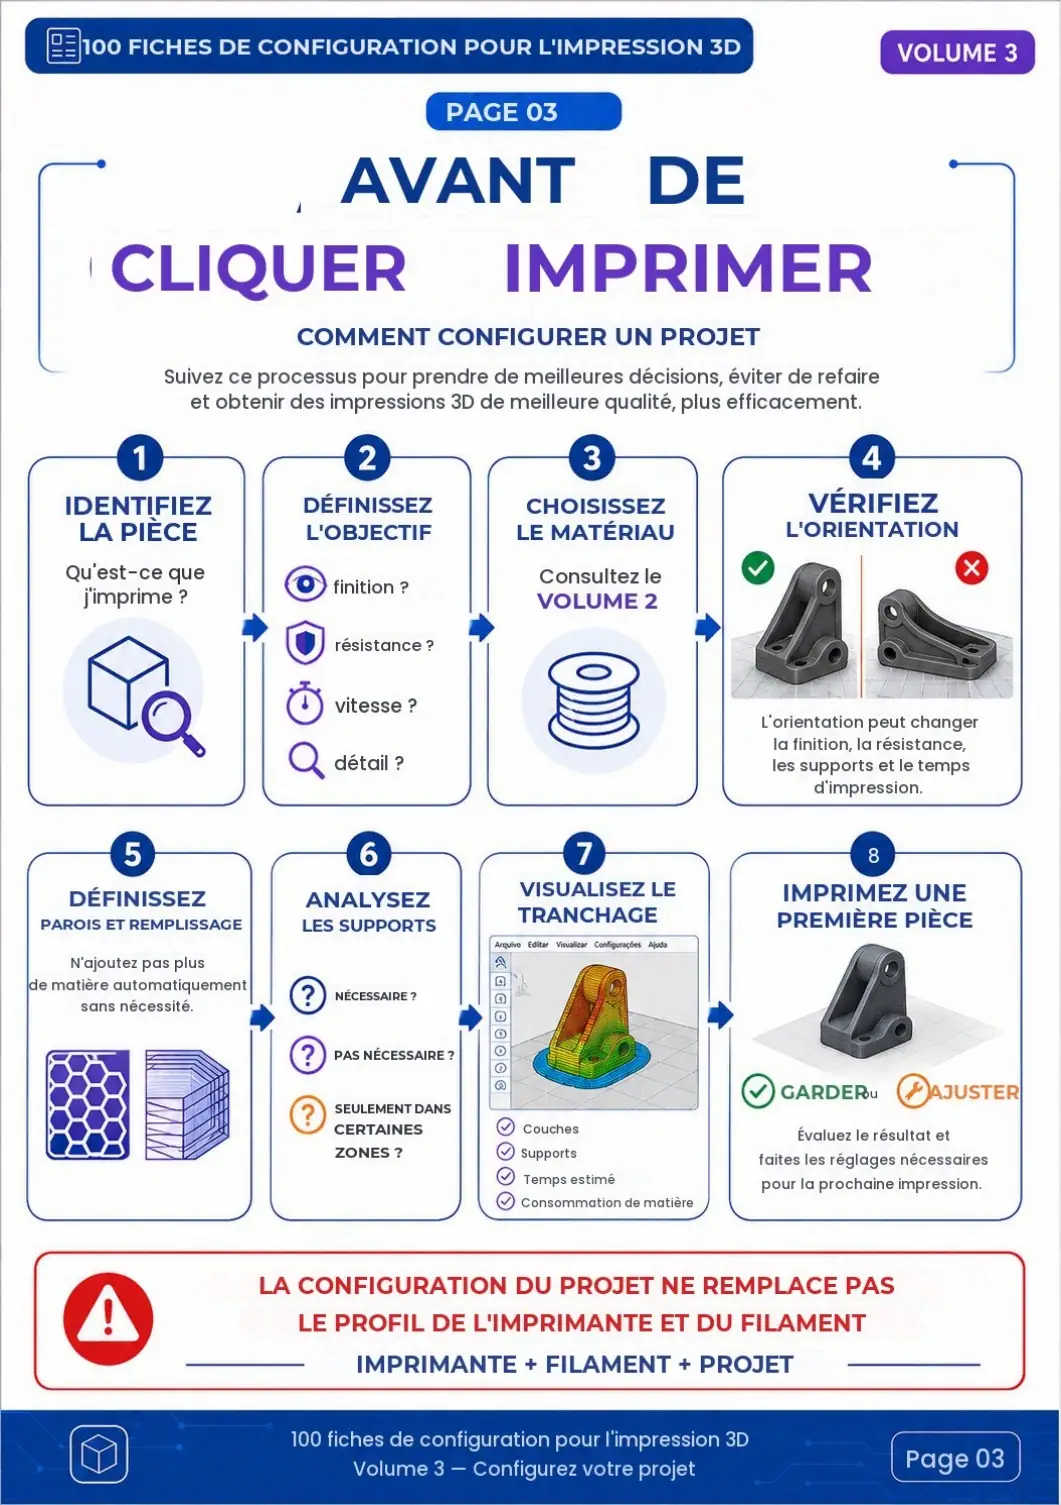 100 FICHES DE CONFIGURATION POUR L'IMPRESSION 3D
VOLUME 3
PAGE 03
AVANT DE
CLIQUER IMPRIMER
COMMENT CONFIGURER UN PROJET
Suivez ce processus pour prendre de meilleures décisions, éviter de refaire
et obtenir des impressions 3D de meilleure qualité, plus efficacement.
1
IDENTIFIEZ
LA PIÈCE
Qu'est-ce que
j'imprime ?
2
DÉFINISSEZ
L'OBJECTIF
finition ?
résistance ?
vitesse ?
détail ?
3
CHOISISSEZ
LE MATÉRIAU
Consultez le
VOLUME 2
4
VÉRIFIEZ
L'ORIENTATION
L'orientation peut changer
la finition, la résistance,
les supports et le temps
d'impression.
5
DÉFINISSEZ
PAROIS ET REMPLISSAGE
N'ajoutez pas plus
de matière automatiquement
sans nécessité.
6
ANALYSEZ
LES SUPPORTS
NÉCESSAIRE ?
PAS NÉCESSAIRE ?
SEULEMENT DANS
CERTAINES
ZONES ?
7
VISUALISEZ LE
TRANCHAGE
Arquivo Editar Visualizar Configurações Ajuda
Couches
Supports
Temps estimé
Consommation de matière
8
IMPRIMEZ UNE
PREMIÈRE PIÈCE
GARDER ou AJUSTER
Évaluez le résultat et
faites les réglages nécessaires
pour la prochaine impression.
LA CONFIGURATION DU PROJET NE REMPLACE PAS
LE PROFIL DE L'IMPRIMANTE ET DU FILAMENT
IMPRIMANTE + FILAMENT + PROJET
100 fiches de configuration pour l'impression 3D
Volume 3 — Configurez votre projet
Page 03